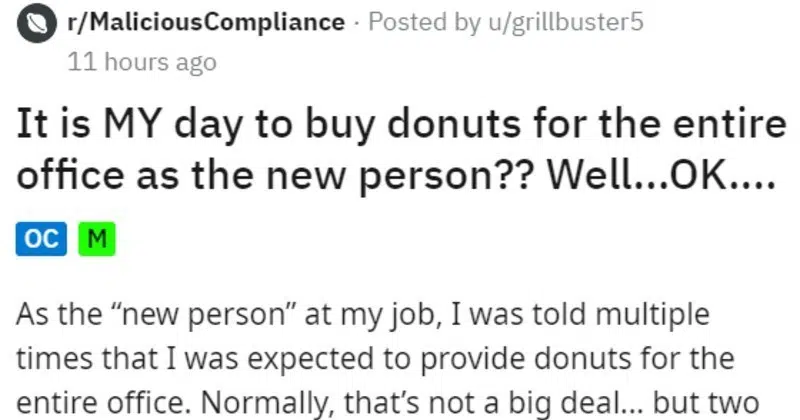 r/MaliciousCompliance · Posted by u/grillbuster5
11 hours ago
It is MY day to buy donuts for the entire
office as the new person?? Well...OK....
OC M
As the “new person” at my job, I was told multiple
times that I was expected to provide donuts for the
entire office. Normally, that’s not a big deal... but two